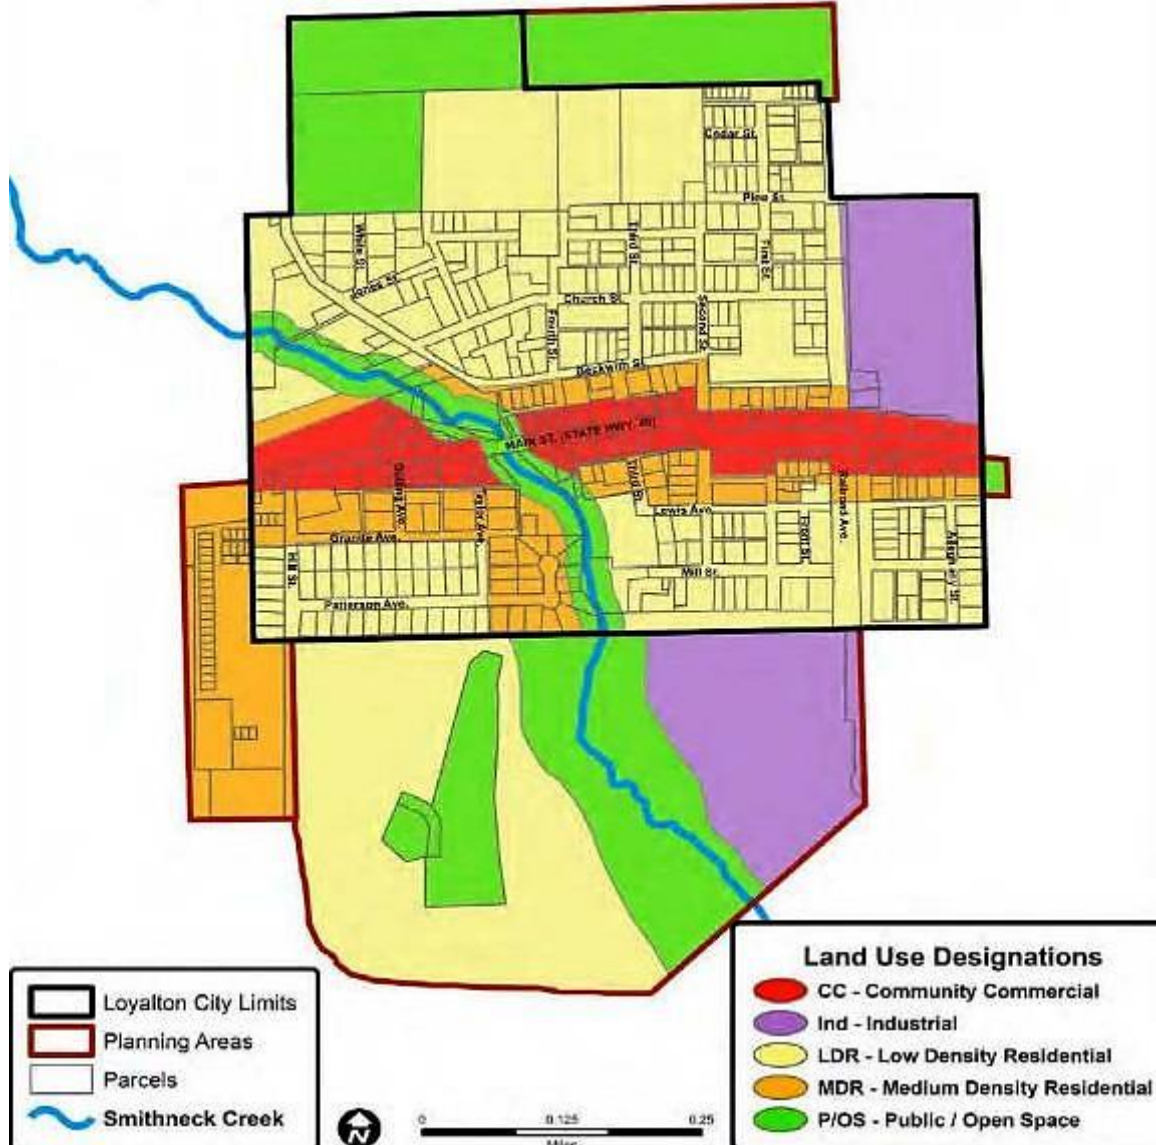 Cedar St.
Pine St.
White St.
Third St.
First St.
Jones St.
Church St.
Second St.
Fourth St.
Beckwith St.
MAIN ST. (STATE HWY. 49)
Third St.
Railroad Ave.
Taylor Ave.
Lewis Ave.
Granite Ave.
Hill St.
Mill St.
Patterson Ave.
Loyalton City Limits
Planning Areas
Parcels
Smithneck Creek
N
0 0.125 0.25
Miles
Land Use Designations
CC - Community Commercial
Ind - Industrial
LDR - Low Density Residential
MDR - Medium Density Residential
P/OS - Public / Open Space